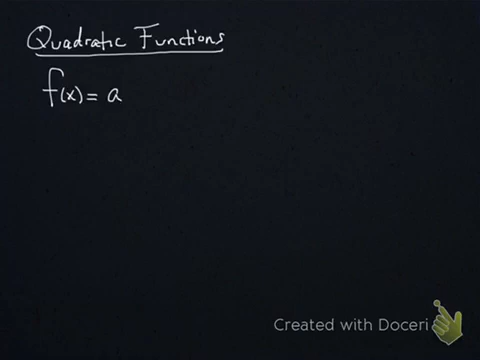 Quadratic Functions
f(x) = a
Created with Doceri